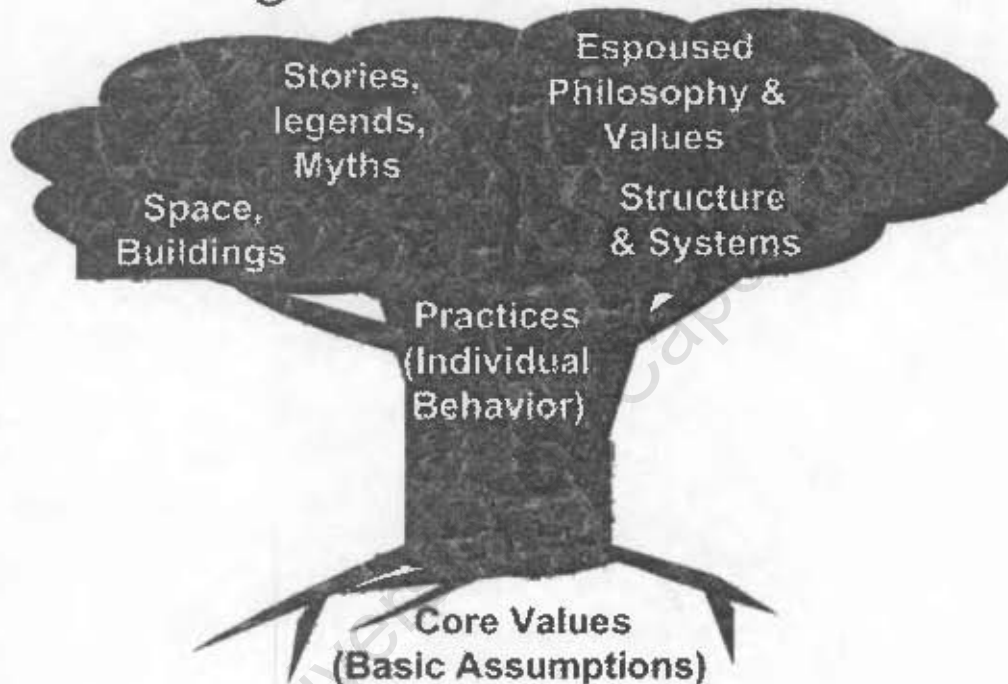 Stories,
legends,
Myths
Espoused
Philosophy &
Values
Space,
Buildings
Structure
& Systems
Practices
(Individual
Behavior)
Core Values
(Basic Assumptions)